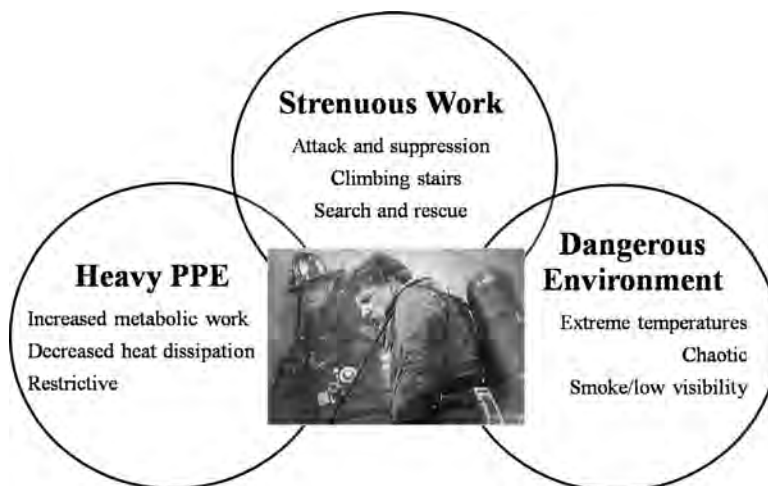 Strenuous Work
Attack and suppression
Climbing stairs
Search and rescue
Heavy PPE
Increased metabolic work
Decreased heat dissipation
Restrictive
Dangerous
Environment
Extreme temperatures
Chaotic
Smoke/low visibility